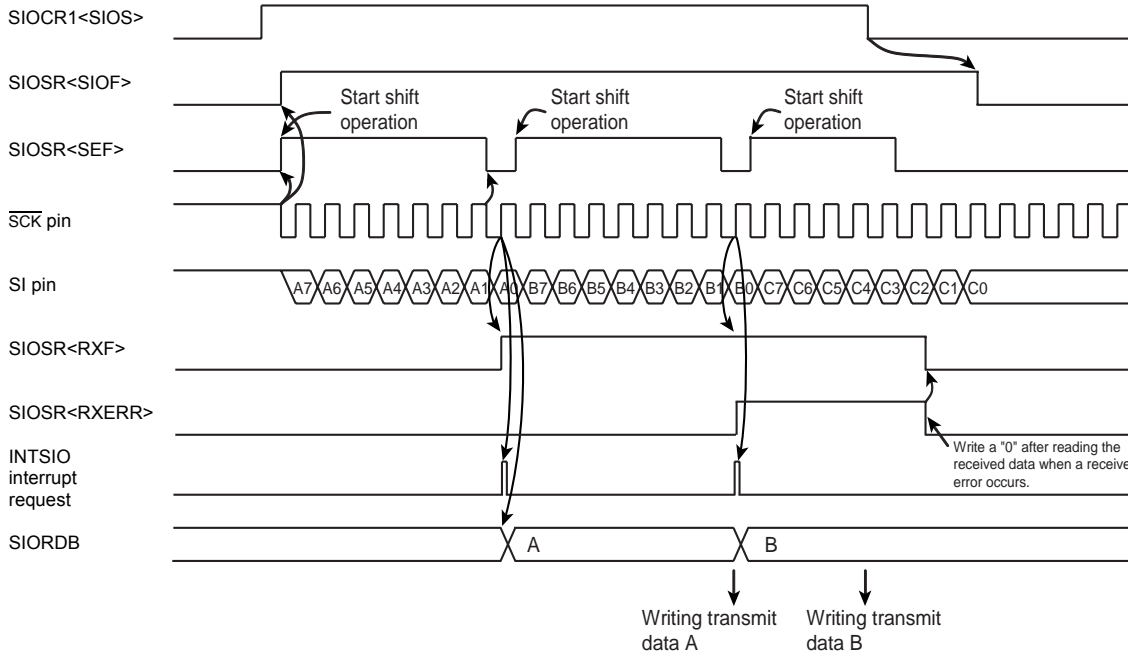 SIOCR1<SIOS>
SIOSR<SIOF>
Start shift
operation
Start shift
operation
Start shift
operation
SIOSR<SEF>
SCK pin
SI pin
A7 A6 A5 A4 A3 A2 A1 A0 B7 B6 B5 B4 B3 B2 B1 B0 C7 C6 C5 C4 C3 C2 C1 C0
SIOSR<RXF>
SIOSR<RXERR>
Write a "0" after reading the
received data when a receive
error occurs.
INTSIO
interrupt
request
SIORDB
A
B
Writing transmit
data A
Writing transmit
data B